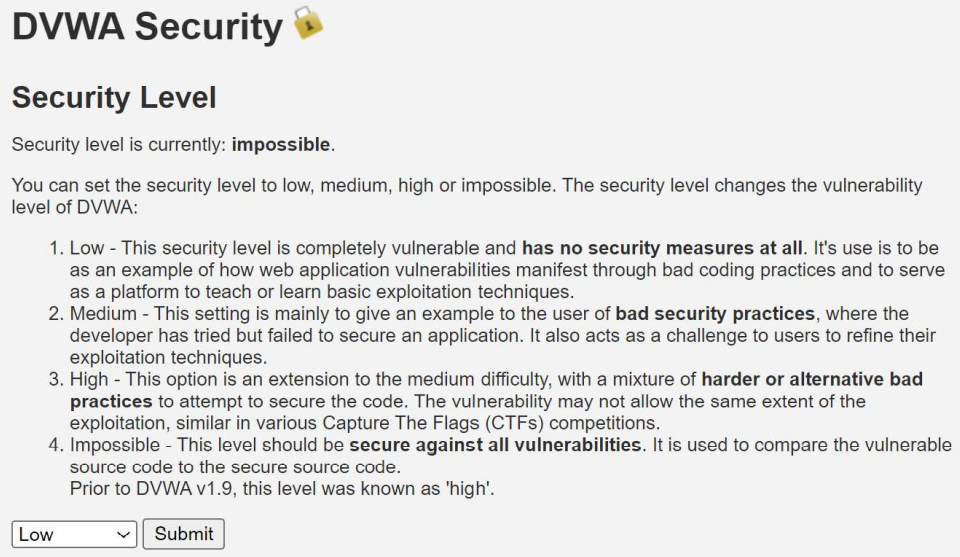 DVWA Security
Security Level
Security level is currently: impossible.
You can set the security level to low, medium, high or impossible. The security level changes the vulnerability
level of DVWA:
1. Low - This security level is completely vulnerable and has no security measures at all. It's use is to be
as an example of how web application vulnerabilities manifest through bad coding practices and to serve
as a platform to teach or learn basic exploitation techniques.
2. Medium - This setting is mainly to give an example to the user of bad security practices, where the
developer has tried but failed to secure an application. It also acts as a challenge to users to refine their
exploitation techniques.
3. High - This option is an extension to the medium difficulty, with a mixture of harder or alternative bad
practices to attempt to secure the code. The vulnerability may not allow the same extent of the
exploitation, similar in various Capture The Flags (CTFs) competitions.
4. Impossible - This level should be secure against all vulnerabilities. It is used to compare the vulnerable
source code to the secure source code.
Prior to DVWA v1.9, this level was known as 'high'.
Low Submit